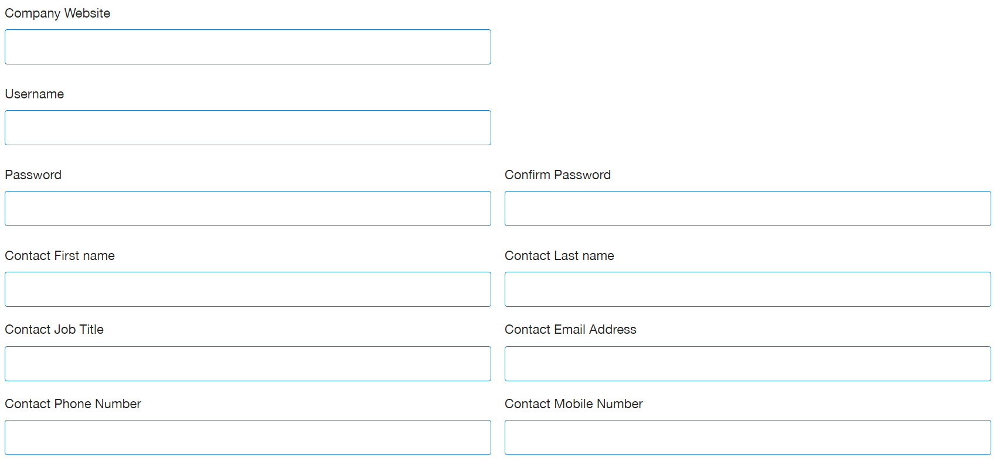 Company Website
Username
Password
Confirm Password
Contact First name
Contact Last name
Contact Job Title
Contact Email Address
Contact Phone Number
Contact Mobile Number